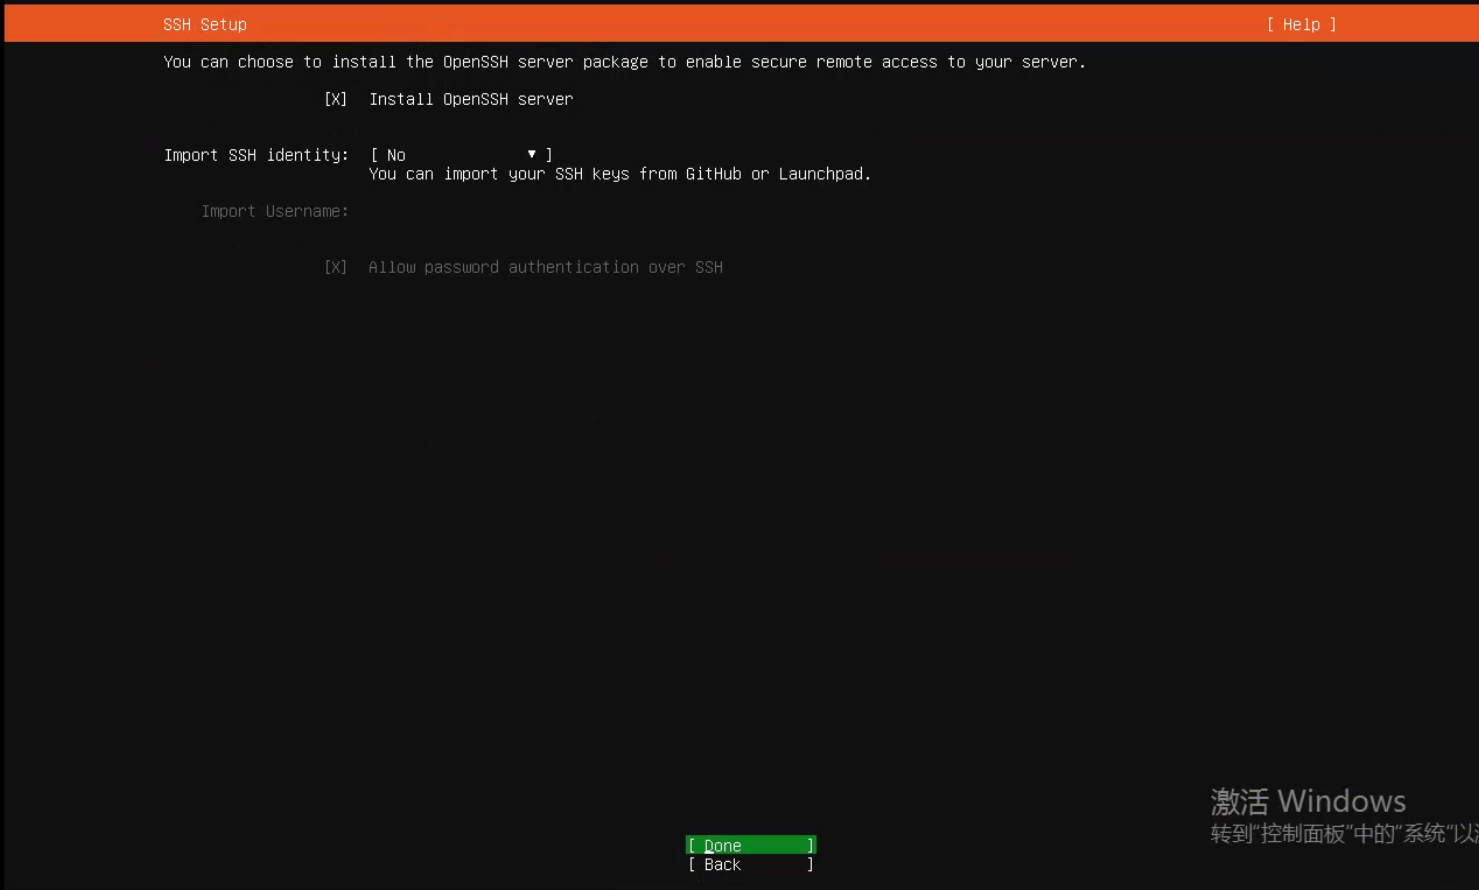 SSH Setup [ Help ]
You can choose to install the OpenSSH server package to enable secure remote access to your server.
[X] Install OpenSSH server
Import SSH identity: [ No ▼ ]
You can import your SSH keys from GitHub or Launchpad.
Import Username:
[X] Allow password authentication over SSH
激活 Windows
转到"控制面板"中的"系统"以
[ Done ]
[ Back ]